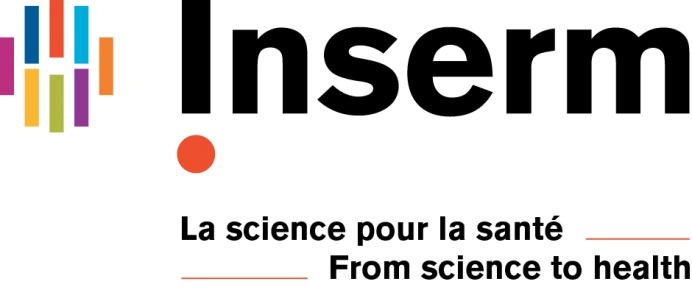 Inserm
La science pour la santé
From science to health